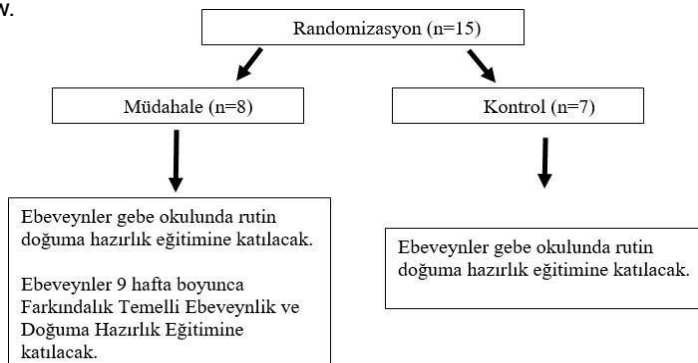 w.
Randomizasyon (n=15)
Müdahale (n=8)
Kontrol (n=7)
Ebeveynler gebe okulunda rutin
doğuma hazırlık eğitimine katılacak.
Ebeveynler 9 hafta boyunca
Farkındalık Temelli Ebeveynlik ve
Doğuma Hazırlık Eğitimine
katılacak.
Ebeveynler gebe okulunda rutin
doğuma hazırlık eğitimine katılacak.